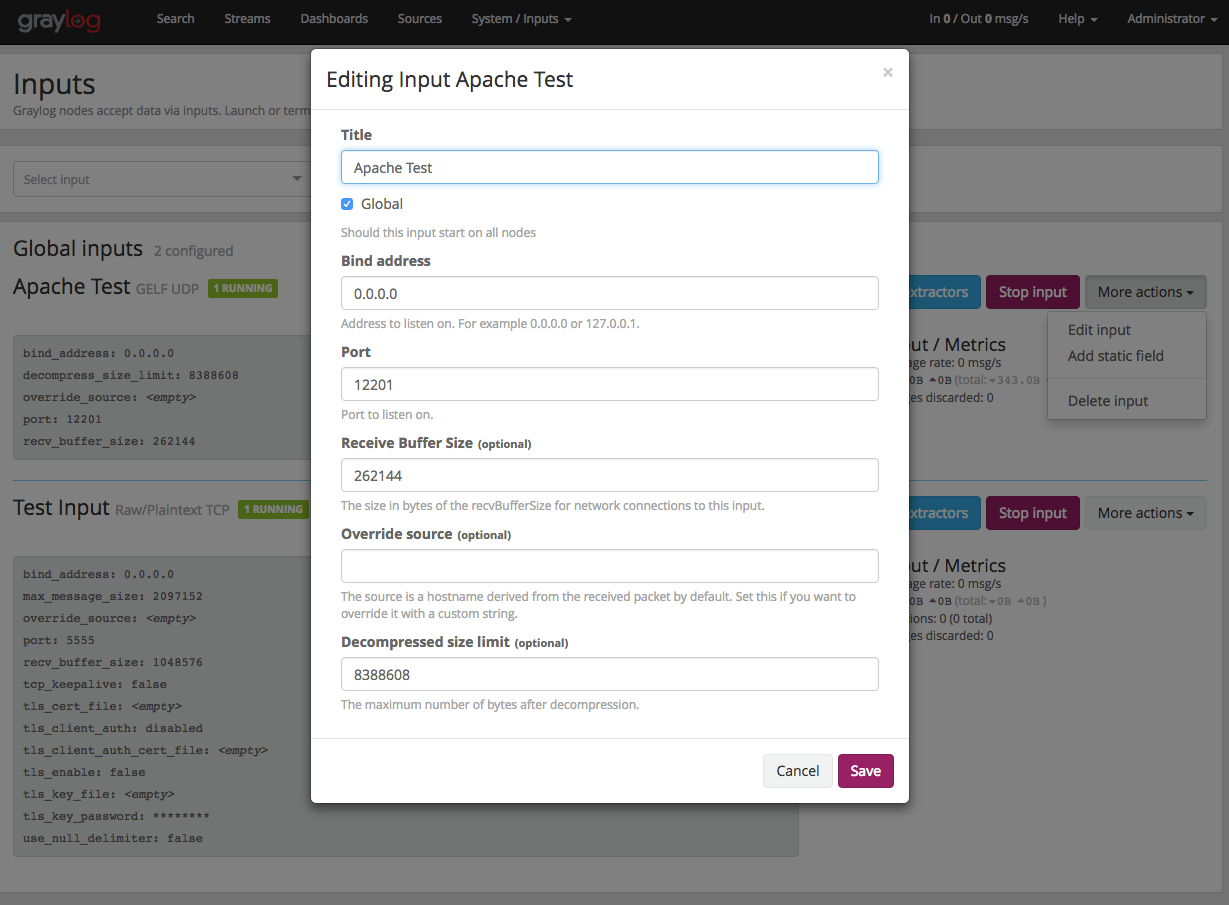 graylog
Search Streams Dashboards Sources System / Inputs In 0 / Out 0 msg/s Help Administrator
Inputs
Graylog nodes accept data via inputs. Launch or term
Select input
Global inputs 2 configured
Apache Test GELF UDP 1 RUNNING
bind_address: 0.0.0.0
decompress_size_limit: 8388608
override_source: <empty>
port: 12201
recv_buffer_size: 262144
Test Input Raw/Plaintext TCP 1 RUNNING
bind_address: 0.0.0.0
max_message_size: 2097152
override_source: <empty>
port: 5555
recv_buffer_size: 1048576
tcp_keepalive: false
tls_cert_file: <empty>
tls_client_auth: disabled
tls_client_auth_cert_file: <empty>
tls_enable: false
tls_key_file: <empty>
tls_key_password: ********
use_null_delimiter: false
Editing Input Apache Test
×
Title
Apache Test
Global
Should this input start on all nodes
Bind address
0.0.0.0
Address to listen on. For example 0.0.0.0 or 127.0.0.1.
Port
12201
Port to listen on.
Receive Buffer Size (optional)
262144
The size in bytes of the recvBufferSize for network connections to this input.
Override source (optional)
The source is a hostname derived from the received packet by default. Set this if you want to
override it with a custom string.
Decompressed size limit (optional)
8388608
The maximum number of bytes after decompression.
Cancel Save
xtractors Stop input More actions
Edit input
Add static field
Delete input
ut / Metrics
age rate: 0 msg/s
0B 0B (total: 343.0B
es discarded: 0
xtractors Stop input More actions
ut / Metrics
age rate: 0 msg/s
0B 0B (total: 0B 0B )
ions: 0 (0 total)
es discarded: 0